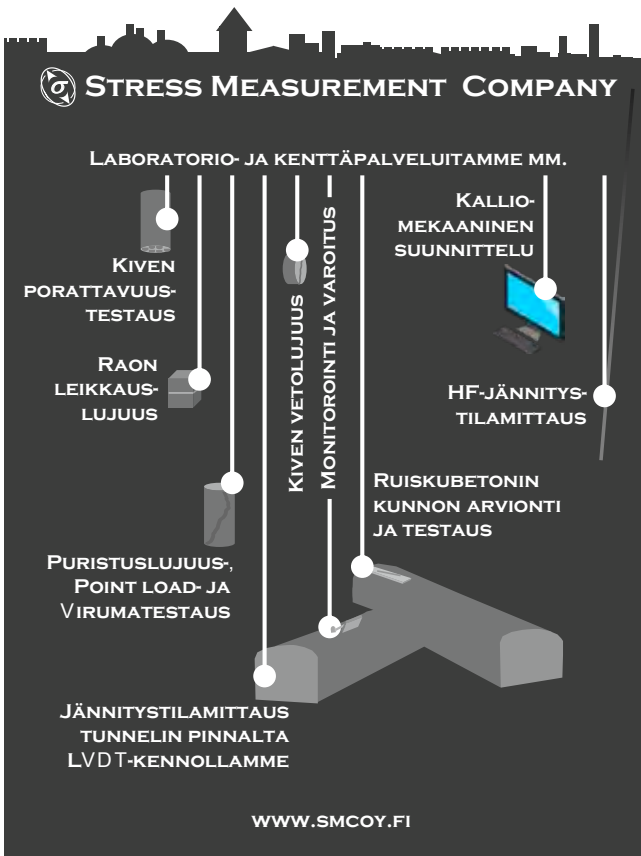 σ STRESS MEASUREMENT COMPANY
LABORATORIO- JA KENTTÄPALVELUITAMME MM.
KIVEN
PORATTAVUUS-
TESTAUS
RAON
LEIKKAUS-
LUJUUS
PURISTUSLUJUUS-,
POINT LOAD- JA
VIRUMATESTAUS
JÄNNITYSTILAMITTAUS
TUNNELIN PINNALTA
LVDT-KENNOLLAMME
KIVEN VETOLUJUUS
MONITOROINTI JA VAROITUS
RUISKUBETONIN
KUNNON ARVIONTI
JA TESTAUS
KALLIO-
MEKAANINEN
SUUNNITTELU
HF-JÄNNITYS-
TILAMITTAUS
WWW.SMCOY.FI